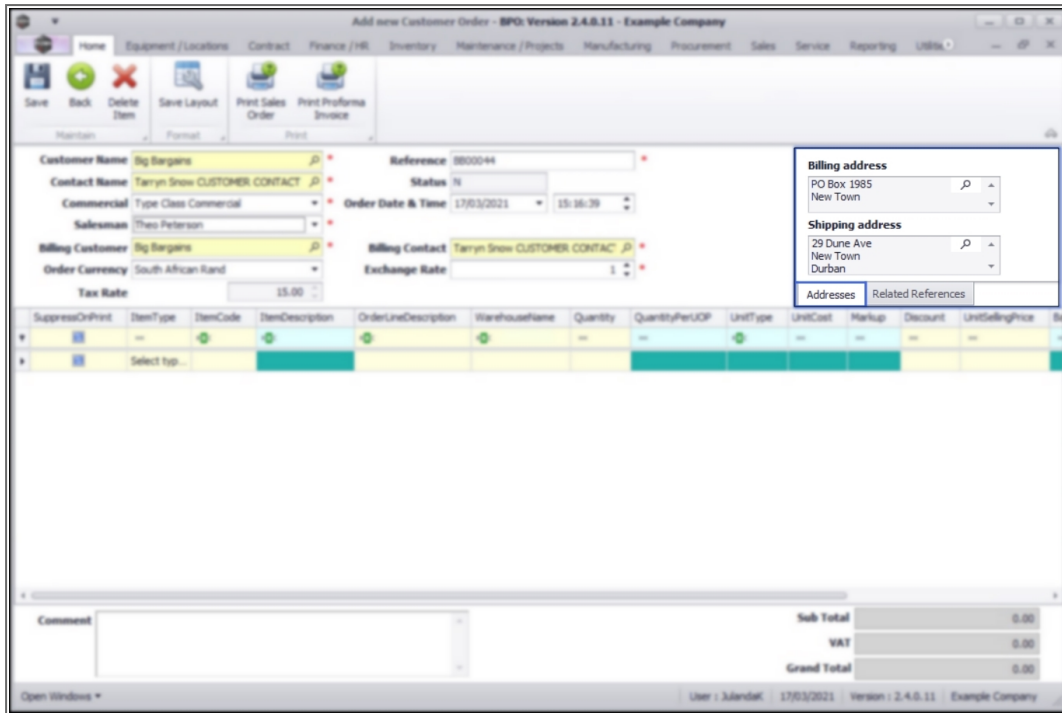 Add new Customer Order - BPO: Version 2.4.0.11 - Example Company
Home Equipment / Locations Contract Finance / HR Inventory Maintenance / Projects Manufacturing Procurement Sales Service Reporting
Save Back Delete Item Save Layout Print Sales Order Print Proforma Invoice
Maintain Format Print
Customer Name Big Bargains * Reference BB00044 *
Contact Name Tarryn Snow CUSTOMER CONTACT * Status N
Commercial Type Class Commercial * Order Date & Time 17/03/2021 15:16:39
Salesman Theo Peterson *
Billing Customer Big Bargains * Billing Contact Tarryn Snow CUSTOMER CONTAC *
Order Currency South African Rand Exchange Rate 1 *
Tax Rate 15.00
Billing address
PO Box 1985
New Town
Shipping address
29 Dune Ave
New Town
Durban
Addresses Related References
SuppressOnPrint ItemType ItemCode ItemDescription OrderLineDescription WarehouseName Quantity QuantityPerUOP UnitType UnitCost Markup Discount UnitSellingPrice
Select typ...
Comment
Sub Total 0.00
VAT 0.00
Grand Total 0.00
Open Windows User : JulandaK 17/03/2021 Version : 2.4.0.11 Example Company